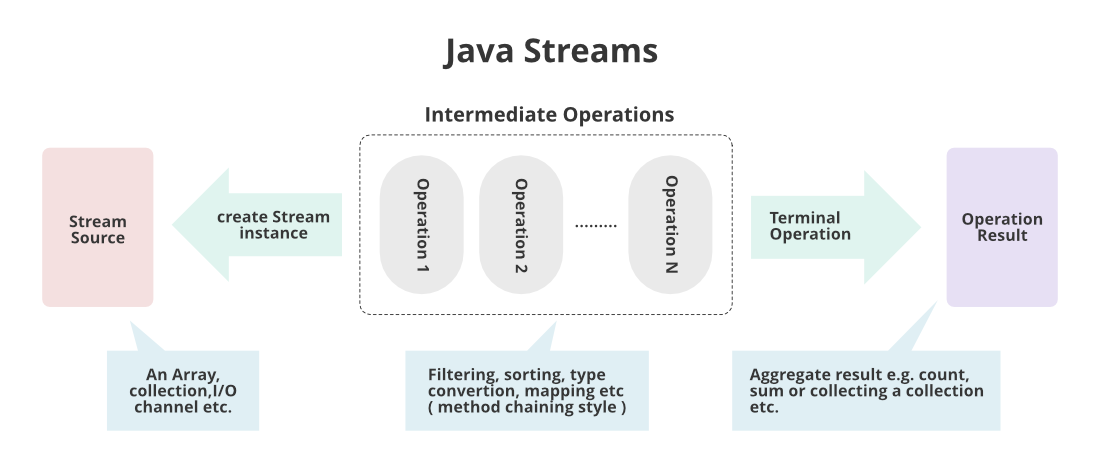 Java Streams
Intermediate Operations
Stream
Source
create Stream
instance
Operation 1
Operation 2
.........
Operation N
Terminal
Operation
Operation
Result
An Array,
collection,I/O
channel etc.
Filtering, sorting, type
convertion, mapping etc
( method chaining style )
Aggregate result e.g. count,
sum or collecting a collection
etc.